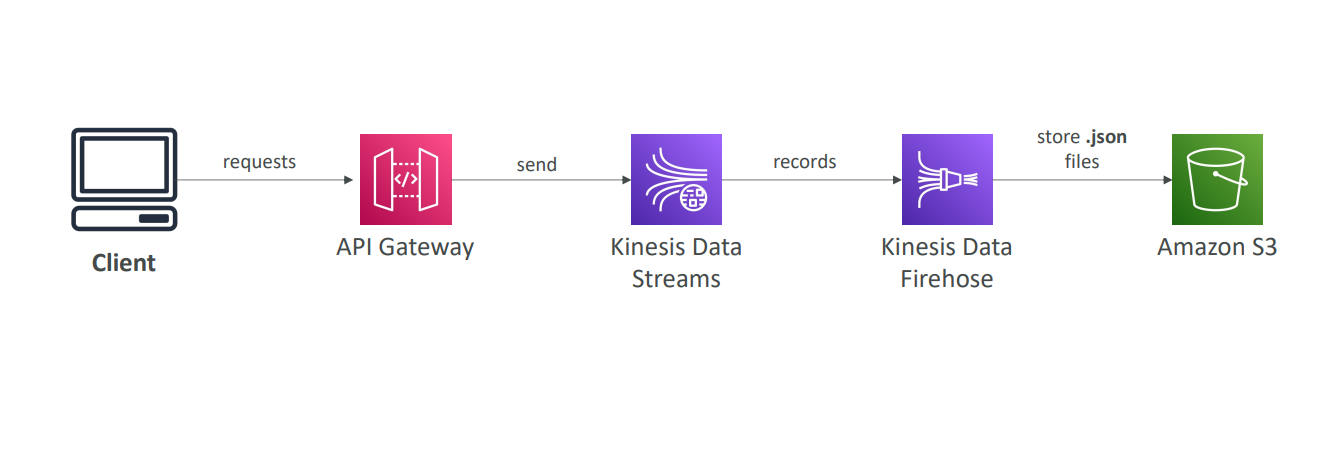 requests
send
records
store .json
files
</>
Client
API Gateway
Kinesis Data
Streams
Kinesis Data
Firehose
Amazon S3